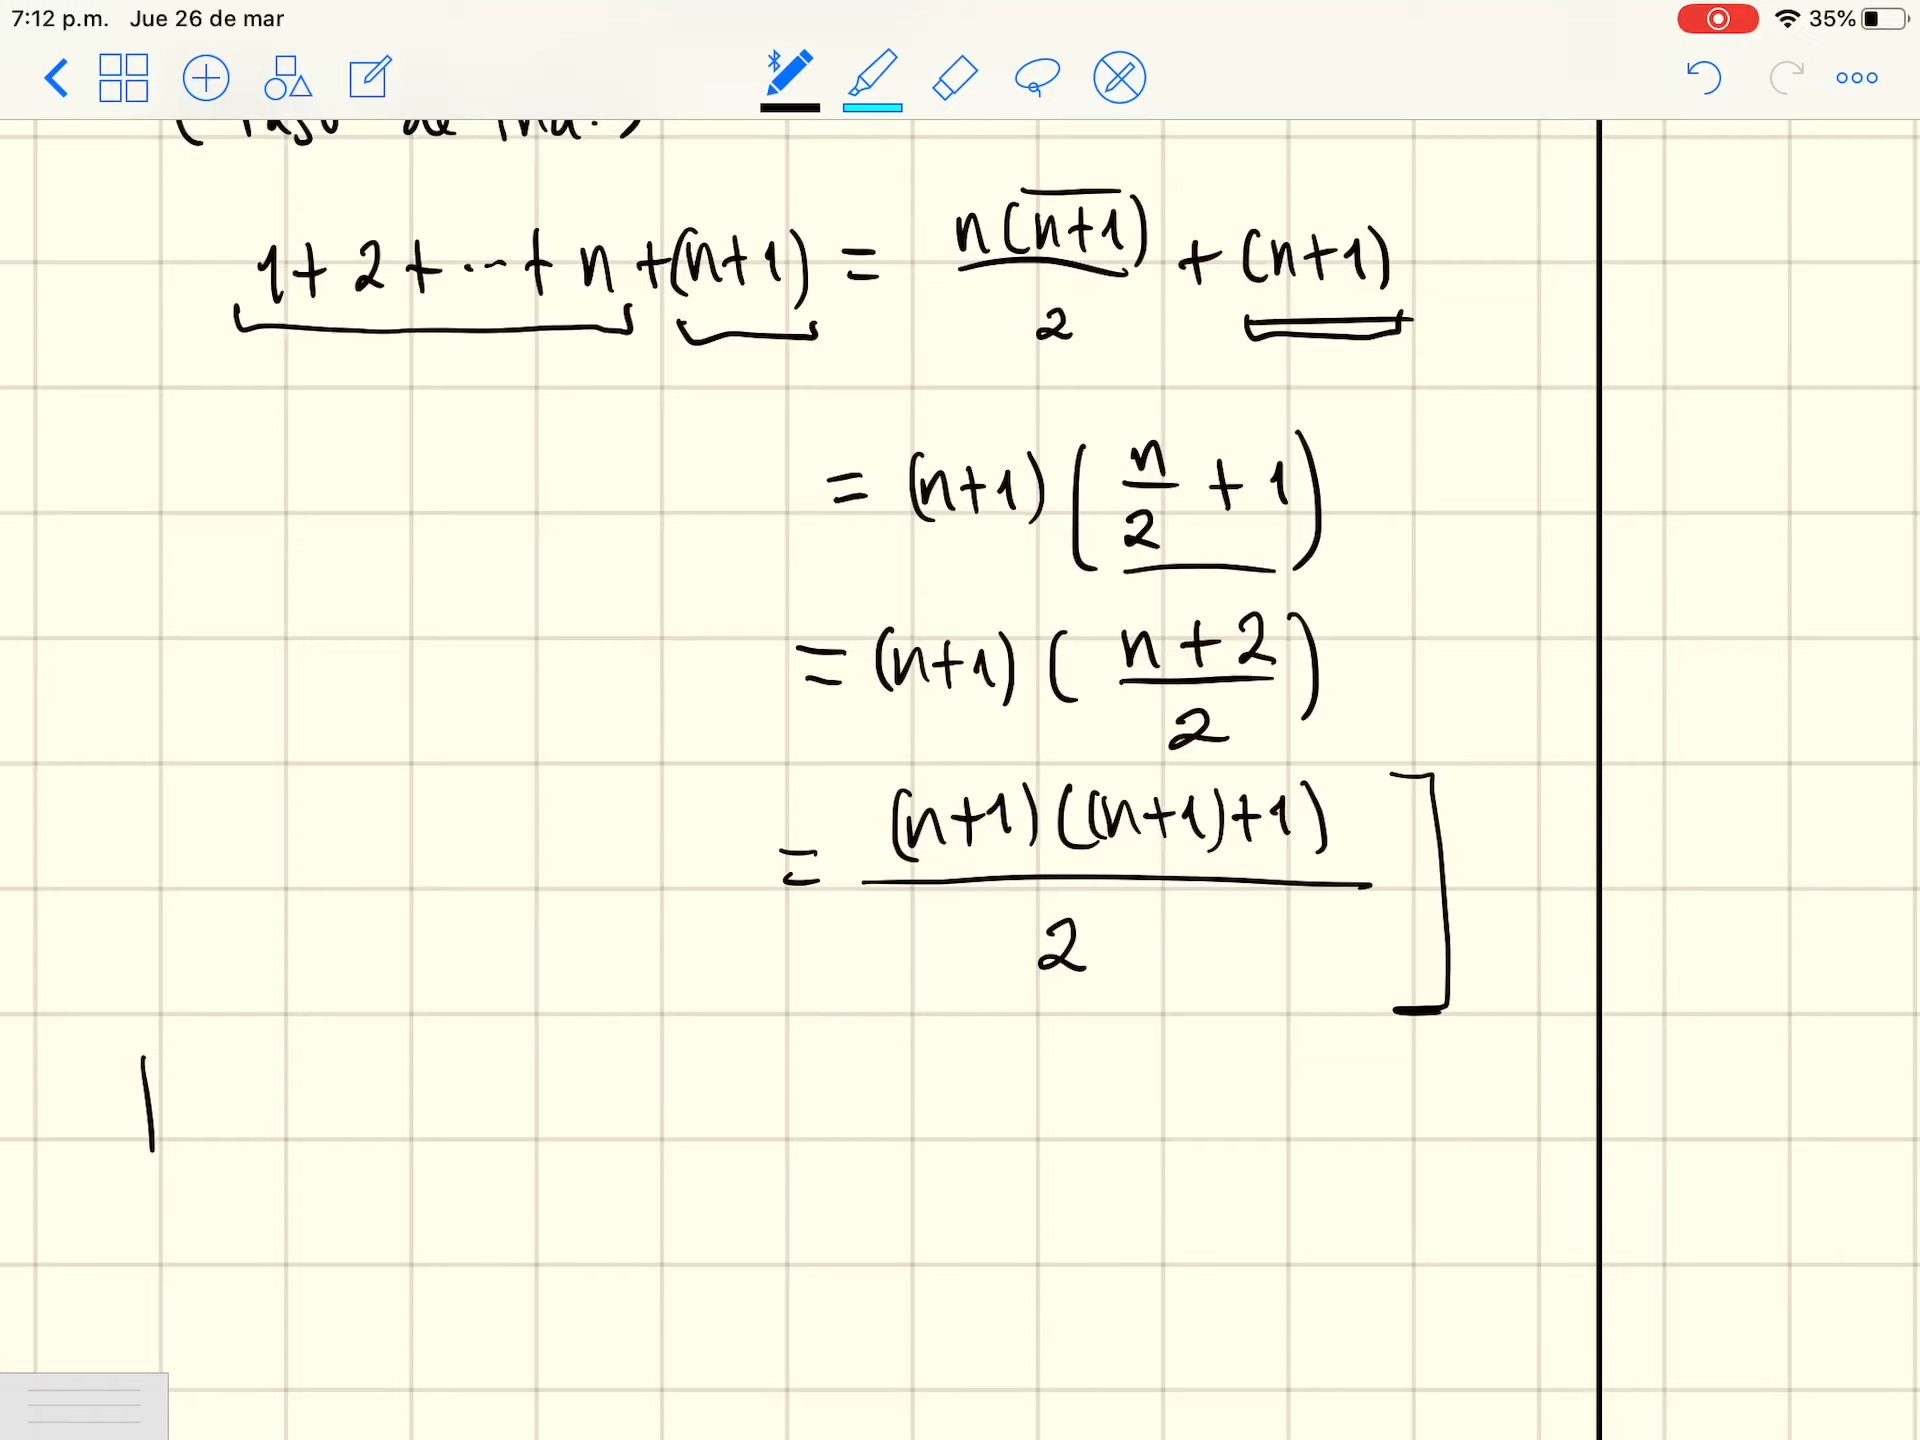 7:12 p.m. Jue 26 de mar 35%
1 + 2 + ... + n + (n+1) = n(n+1)/2 + (n+1)
= (n+1) (n/2 + 1)
= (n+1) (n+2/2)
= (n+1)((n+1)+1)/2